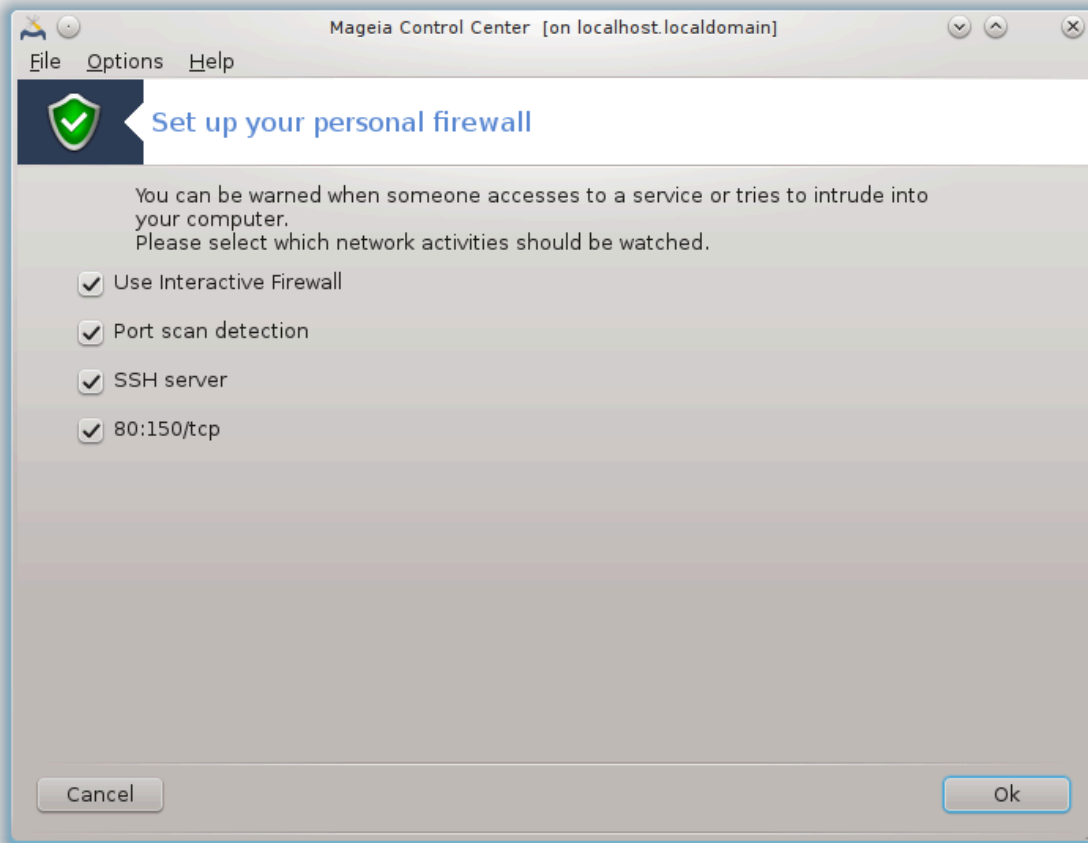 Mageia Control Center [on localhost.localdomain]
File Options Help
Set up your personal firewall
You can be warned when someone accesses to a service or tries to intrude into
your computer.
Please select which network activities should be watched.
Use Interactive Firewall
Port scan detection
SSH server
80:150/tcp
Cancel Ok